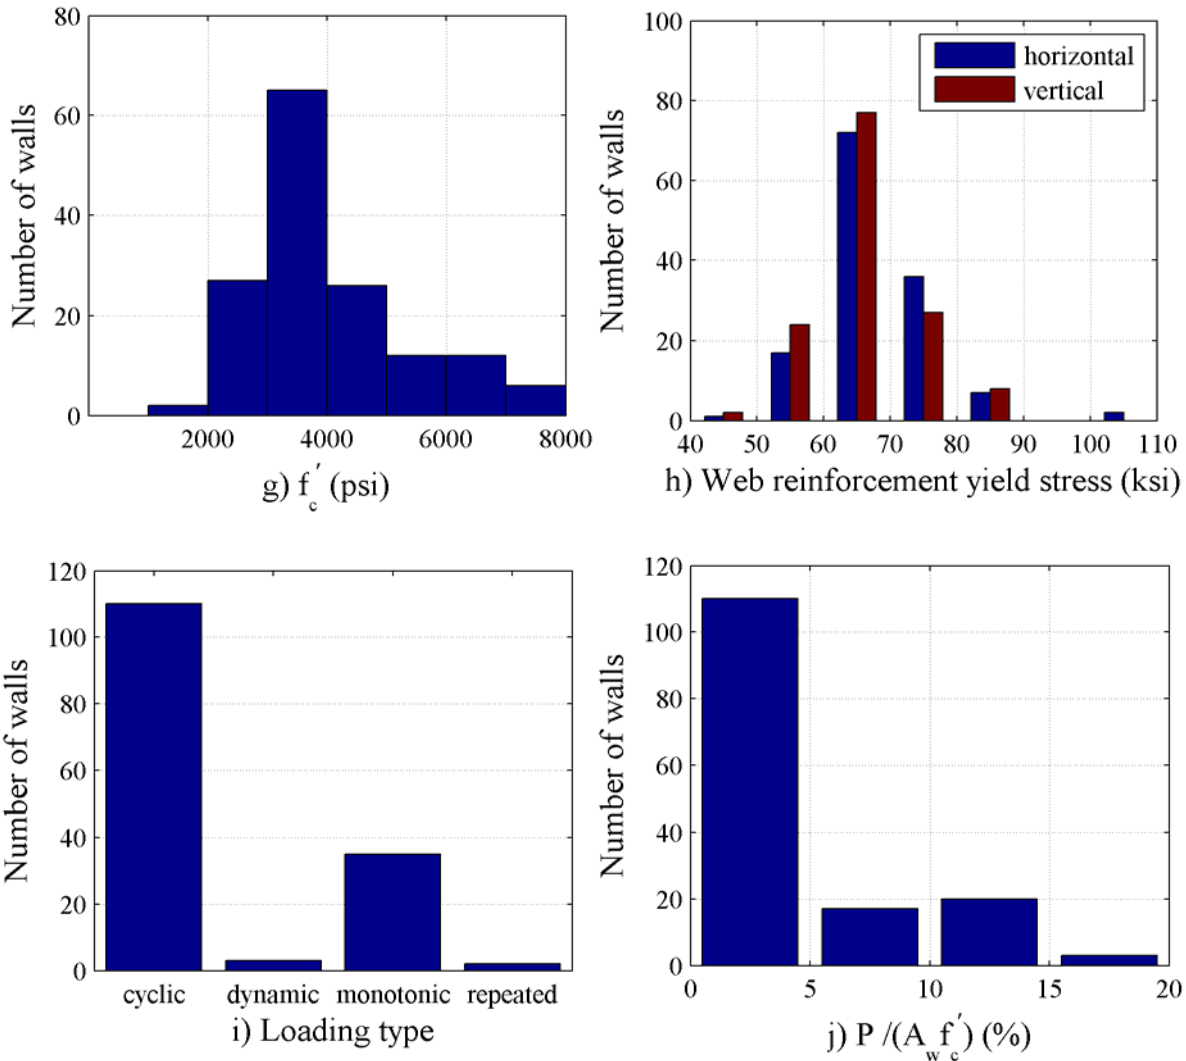 80
60
40
20
0
Number of walls
2000 4000 6000 8000
g) f′c (psi)
100
80
60
40
20
0
Number of walls
horizontal
vertical
40 50 60 70 80 90 100 110
h) Web reinforcement yield stress (ksi)
120
100
80
60
40
20
0
Number of walls
cyclic dynamic monotonic repeated
i) Loading type
120
100
80
60
40
20
0
Number of walls
0 5 10 15 20
j) P /(Awf′c) (%)